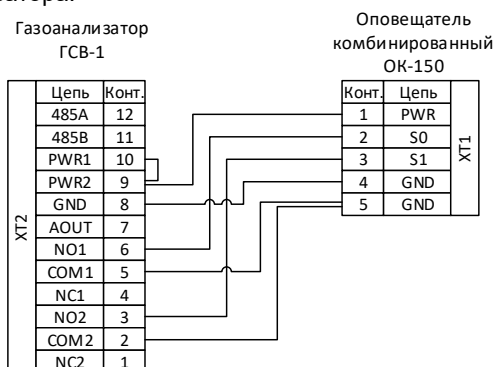 Газоанализатор
ГСВ-1
Оповещатель
комбинированный
ОК-150
XT2
Цепь Конт.
485A 12
485B 11
PWR1 10
PWR2 9
GND 8
AOUT 7
NO1 6
COM1 5
NC1 4
NO2 3
COM2 2
NC2 1
Конт. Цепь
1 PWR
2 S0
3 S1
4 GND
5 GND
XT1